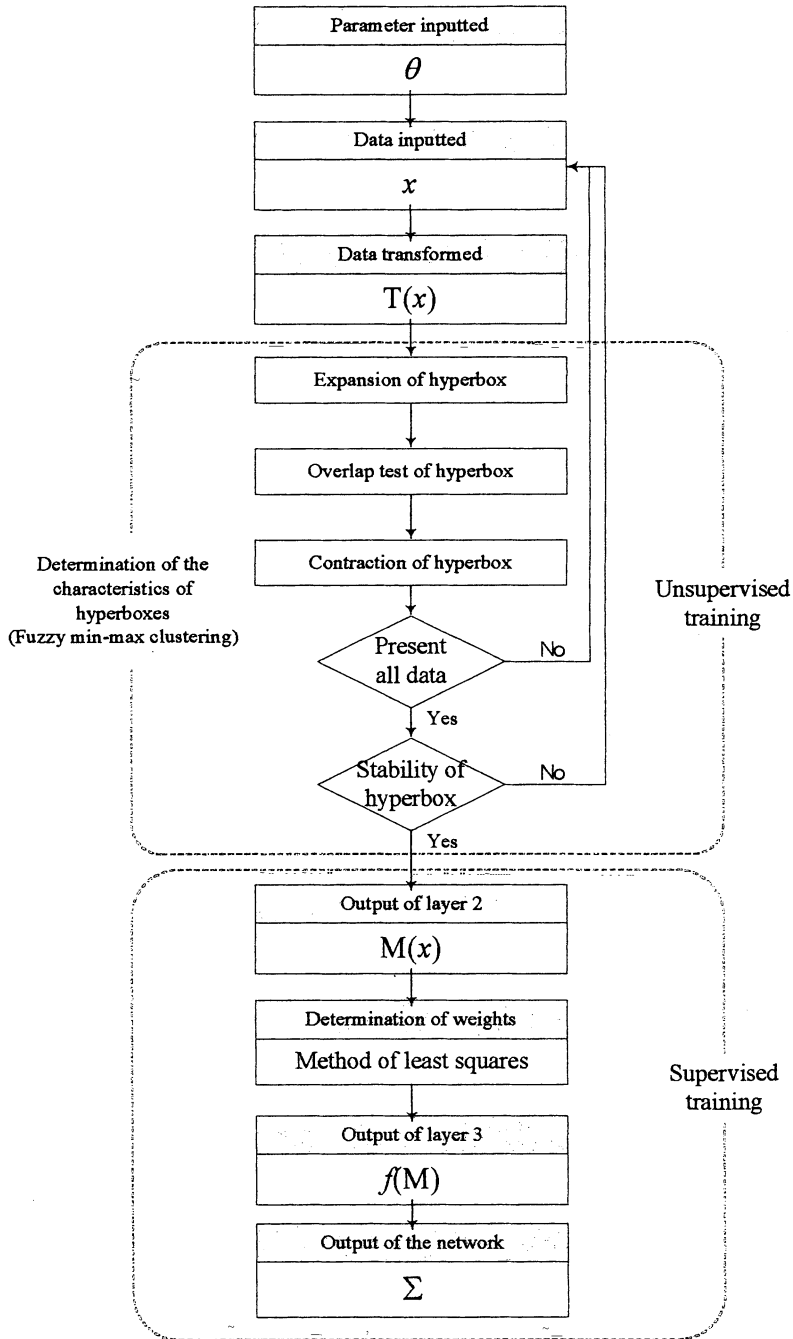 Parameter inputted
θ
Data inputted
x
Data transformed
T(x)
Expansion of hyperbox
Overlap test of hyperbox
Contraction of hyperbox
Determination of the
characteristics of
hyperboxes
(Fuzzy min-max clustering)
Unsupervised
training
Present
all data
No
Yes
Stability of
hyperbox
No
Yes
Output of layer 2
M(x)
Determination of weights
Method of least squares
Supervised
training
Output of layer 3
f(M)
Output of the network
Σ